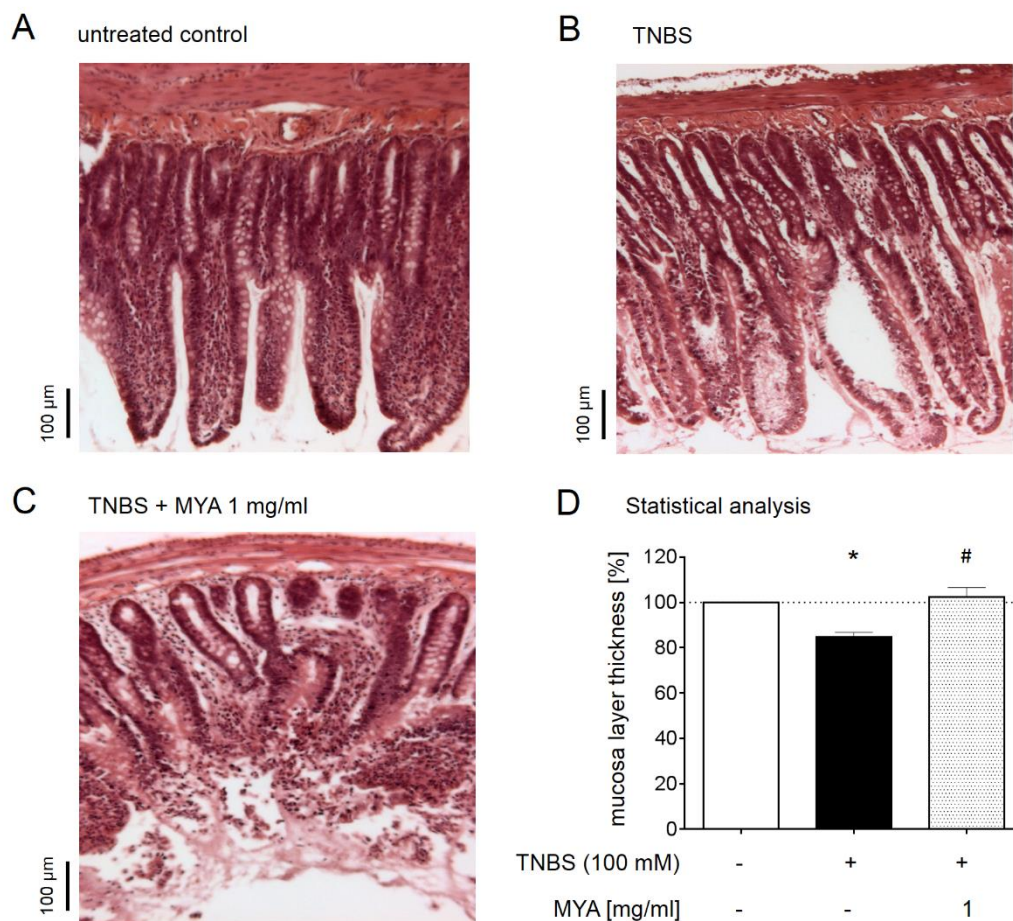 A untreated control
B TNBS
100 µm
100 µm
C TNBS + MYA 1 mg/ml
D Statistical analysis
100 µm
mucosa layer thickness [%]
120
100
80
60
40
20
0
* #
TNBS (100 mM) - + +
MYA [mg/ml] - - 1